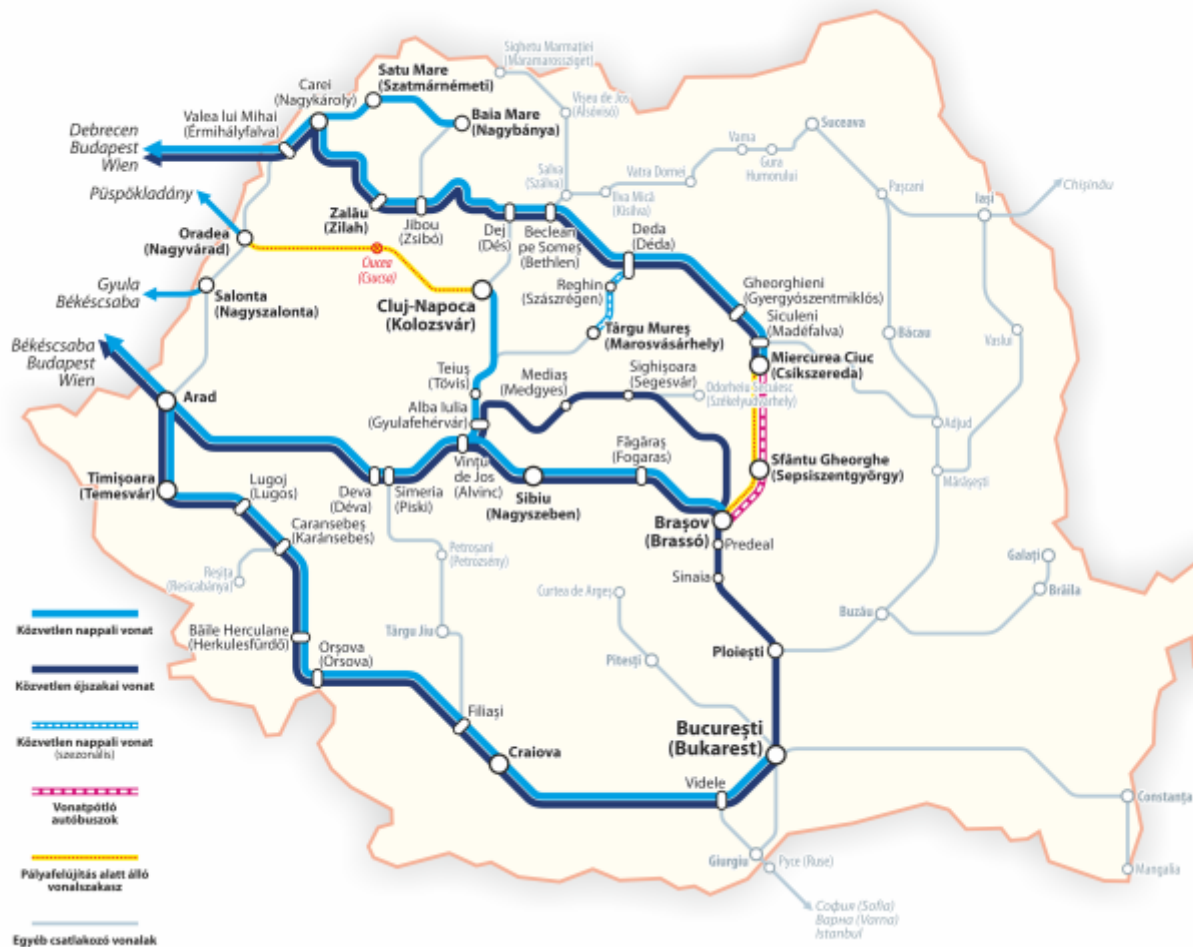 Sighetu Marmației
(Máramarossziget)
Satu Mare
(Szatmárnémeti)
Carei
(Nagykároly)
Vișeu de Jos
(Alsóvisó)
Baia Mare
(Nagybánya)
Valea lui Mihai
(Érmihályfalva)
Suceava
Debrecen
Budapest
Wien
Vama
Gura
Humorului
Salva
(Szálva)
Vatra Dornei
Ilva Mică
(Kisilva)
Pașcani
Iași
Chișinău
Püspökladány
Zalău
(Zilah)
Jibou
(Zsibó)
Dej
(Dés)
Beclean
pe Someș
(Bethlen)
Deda
(Déda)
Oradea
(Nagyvárad)
Ciucea
(Csucsa)
Reghin
(Szászrégen)
Gheorghieni
(Gyergyószentmiklós)
Gyula
Békéscsaba
Salonta
(Nagyszalonta)
Cluj-Napoca
(Kolozsvár)
Siculeni
(Madéfalva)
Târgu Mureș
(Marosvásárhely)
Bacău
Vaslui
Békéscsaba
Budapest
Wien
Miercurea Ciuc
(Csíkszereda)
Teiuș
(Tövis)
Mediaș
(Medgyes)
Sighișoara
(Segesvár)
Odorheiu Secuiesc
(Székelyudvarhely)
Arad
Alba Iulia
(Gyulafehérvár)
Adjud
Făgăraș
(Fogaras)
Sfântu Gheorghe
(Sepsiszentgyörgy)
Mărășești
Timișoara
(Temesvár)
Lugoj
(Lugos)
Deva
(Déva)
Simeria
(Piski)
Vințu
de Jos
(Alvinc)
Sibiu
(Nagyszeben)
Brașov
(Brassó)
Caransebeș
(Karánsebes)
Predeal
Petroșani
(Petrozsény)
Reșița
(Resicabánya)
Sinaia
Galați
Curtea de Argeș
Brăila
Buzău
Közvetlen nappali vonat
Băile Herculane
(Herkulesfürdő)
Târgu Jiu
Orșova
(Orsova)
Ploiești
Pitești
Közvetlen éjszakai vonat
Filiași
București
(Bukarest)
Közvetlen nappali vonat
(szezonális)
Craiova
Videle
Constanța
Vonatpótló
autóbuszok
Giurgiu
Русе (Ruse)
Mangalia
Pályafelújítás alatt álló
vonalszakasz
София (Sofia)
Варна (Varna)
Istanbul
Egyéb csatlakozó vonalak